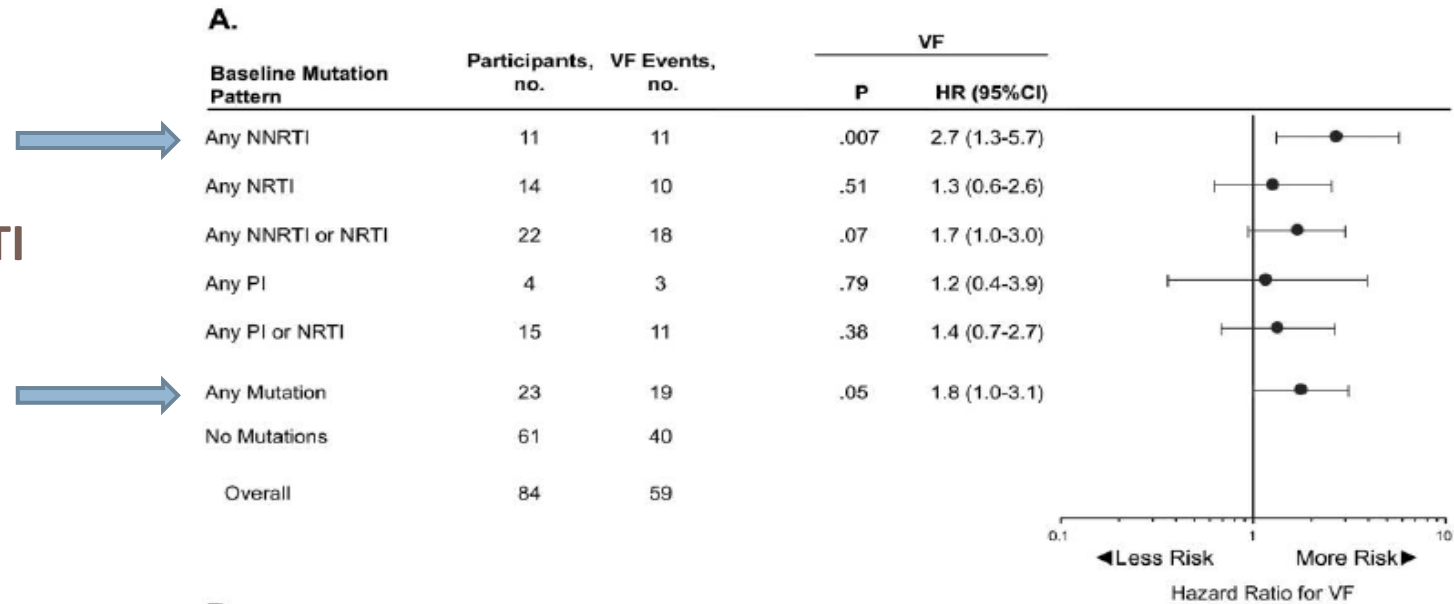 A.
VF
Participants, VF Events,
Baseline Mutation
Pattern
no. no.
P HR (95%CI)
Any NNRTI 11 11 .007 2.7 (1.3-5.7)
Any NRTI 14 10 .51 1.3 (0.6-2.6)
TI
Any NNRTI or NRTI 22 18 .07 1.7 (1.0-3.0)
Any PI 4 3 .79 1.2 (0.4-3.9)
Any PI or NRTI 15 11 .38 1.4 (0.7-2.7)
Any Mutation 23 19 .05 1.8 (1.0-3.1)
No Mutations 61 40
Overall 84 59
0.1 1 10
◀Less Risk More Risk▶
Hazard Ratio for VF